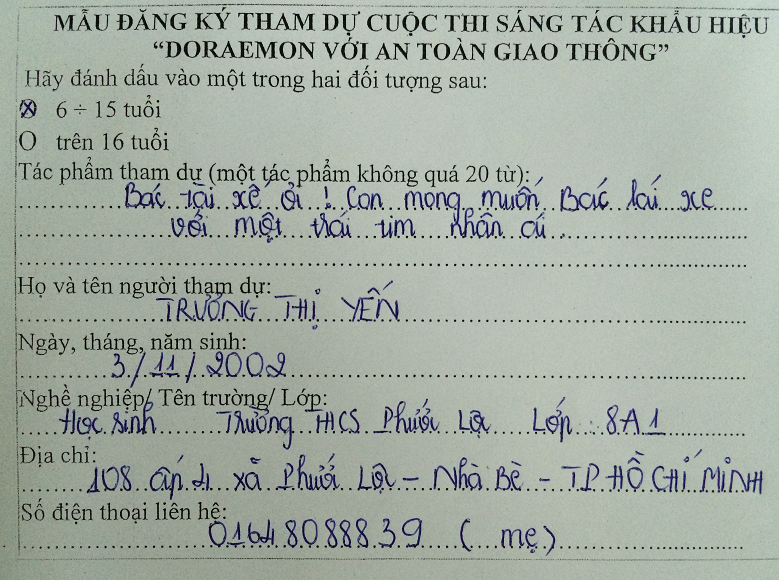 MẪU ĐĂNG KÝ THAM DỰ CUỘC THI SÁNG TÁC KHẨU HIỆU
“DORAEMON VỚI AN TOÀN GIAO THÔNG”
Hãy đánh dấu vào một trong hai đối tượng sau:
6 ÷ 15 tuổi
O trên 16 tuổi
Tác phẩm tham dự (một tác phẩm không quá 20 từ):
Bác tài xế ơi ! Con mong muốn Bác lái xe
với một trái tim nhân ái.
Họ và tên người tham dự:
TRƯƠNG THỊ YẾN
Ngày, tháng, năm sinh:
3/11/2002
Nghề nghiệp/ Tên trường/ Lớp:
Học sinh Trường THCS Phước Lộc Lớp: 8A1
Địa chỉ:
108 ấp xã Phước Lộc - Nhà Bè - TP HỒ CHÍ MINH
Số điện thoại liên hệ:
01648088839 (mẹ)